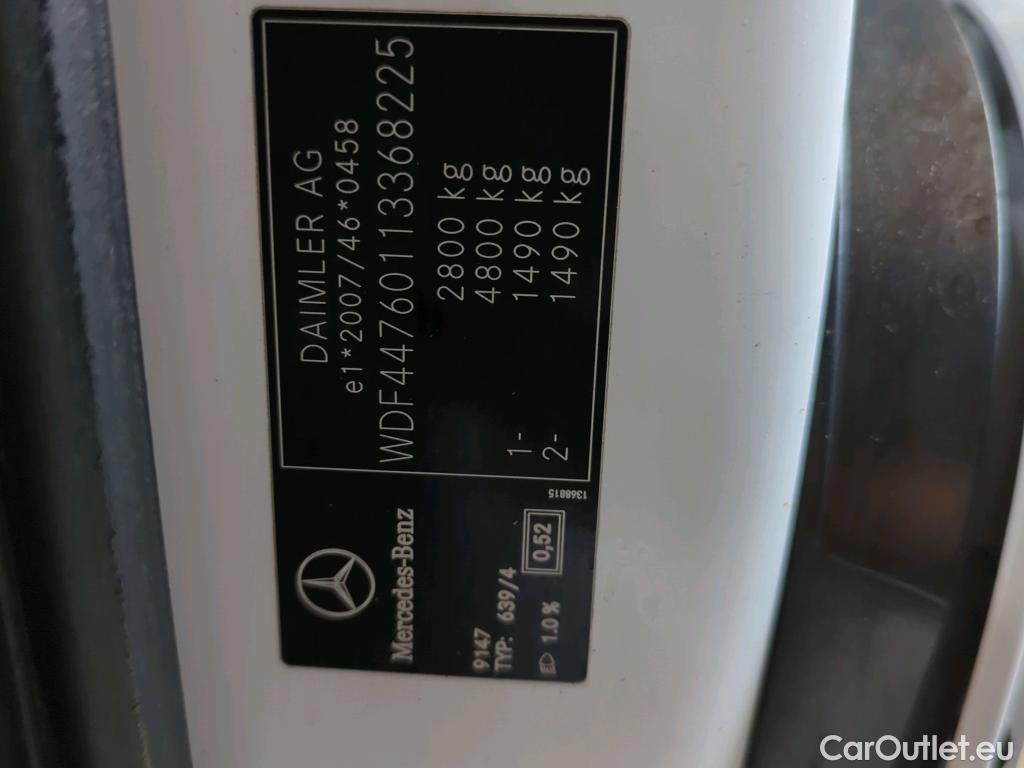 DAIMLER AG
e1*2007/46*0458
WDF44760113368225
2800 kg
4800 kg
1- 1490 kg
2- 1490 kg
Mercedes-Benz
9147
TYP: 639/4
1.0 %
0,52
1368815
CarOutlet.eu